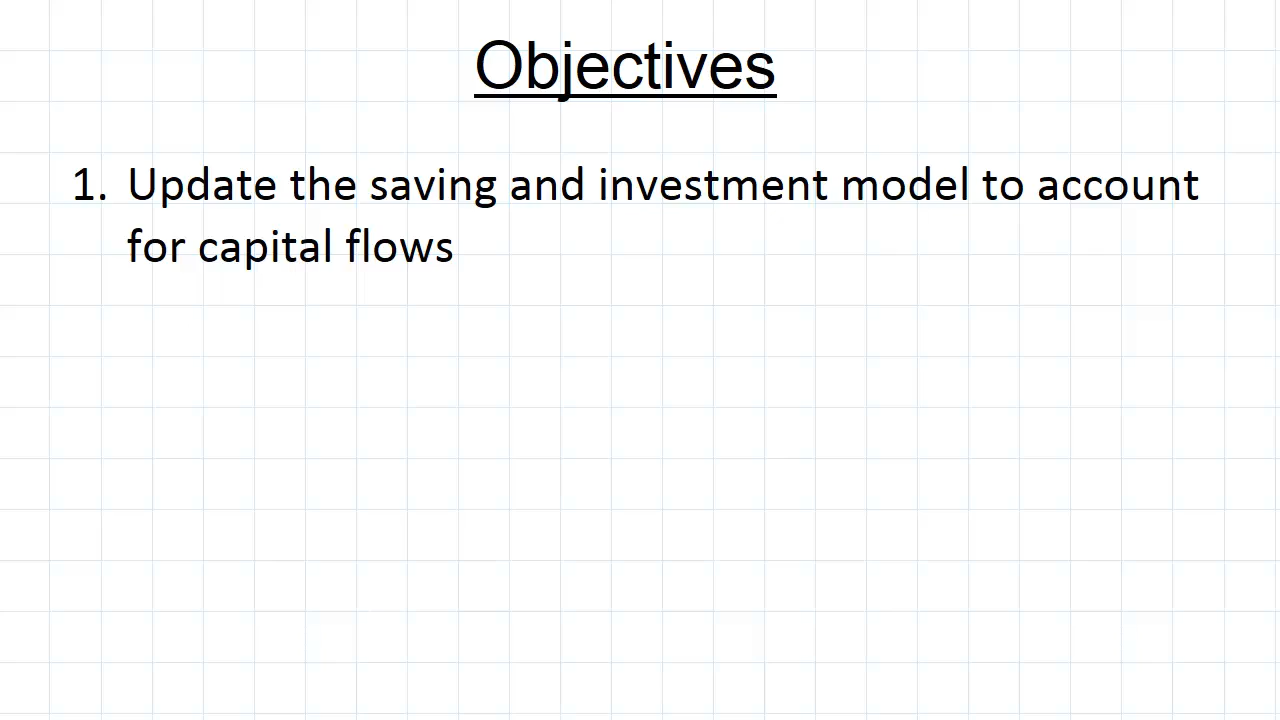 Objectives
1. Update the saving and investment model to account
for capital flows